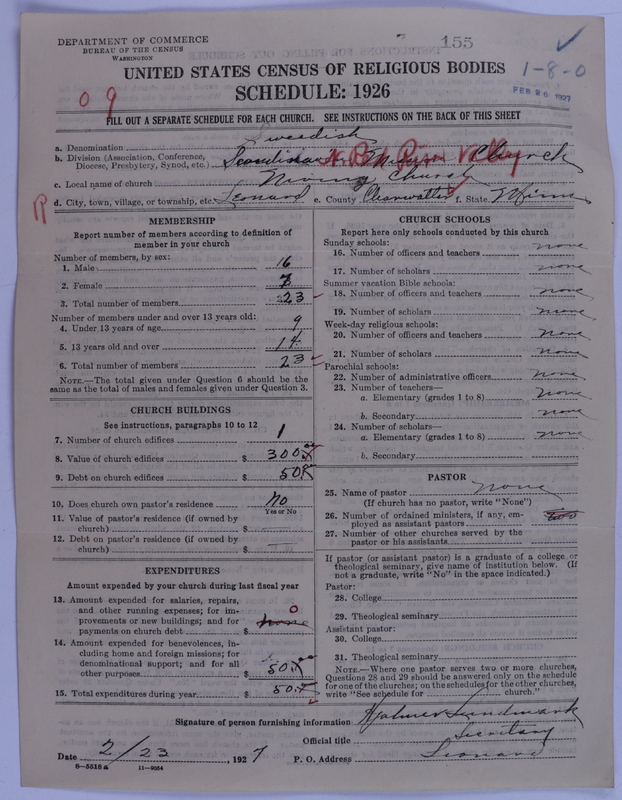 DEPARTMENT OF COMMERCE
BUREAU OF THE CENSUS
WASHINGTON
155
1-8-0
FEB 26 1927
UNITED STATES CENSUS OF RELIGIOUS BODIES
SCHEDULE: 1926
09
FILL OUT A SEPARATE SCHEDULE FOR EACH CHURCH. SEE INSTRUCTIONS ON THE BACK OF THIS SHEET
a. Denomination Swedish
b. Division (Association, Conference, Diocese, Presbytery, Synod, etc.) Church
Red River Valley
c. Local name of church Church
d. City, town, village, or township, etc. Leonard e. County Clearwater f. State Minn
MEMBERSHIP
Report number of members according to definition of
member in your church
Number of members, by sex:
1. Male 16
2. Female 7
3. Total number of members 23
Number of members under and over 13 years old:
4. Under 13 years of age 9
5. 13 years old and over 14
6. Total number of members 23
NOTE.—The total given under Question 6 should be the
same as the total of males and females given under Question 3.
CHURCH BUILDINGS
See instructions, paragraphs 10 to 12
7. Number of church edifices 1
8. Value of church edifices $ 300
9. Debt on church edifices $ 50
10. Does church own pastor's residence No
Yes or No
11. Value of pastor's residence (if owned by
church) $
12. Debt on pastor's residence (if owned by
church) $
EXPENDITURES
Amount expended by your church during last fiscal year
13. Amount expended for salaries, repairs,
and other running expenses; for im-
provements or new buildings; and for
payments on church debt $ none 0
14. Amount expended for benevolences, in-
cluding home and foreign missions; for
denominational support; and for all
other purposes $ 50
15. Total expenditures during year $ 50
CHURCH SCHOOLS
Report here only schools conducted by this church
Sunday schools:
16. Number of officers and teachers none
17. Number of scholars none
Summer vacation Bible schools:
18. Number of officers and teachers none
19. Number of scholars none
Week-day religious schools:
20. Number of officers and teachers none
21. Number of scholars none
Parochial schools:
22. Number of administrative officers none
23. Number of teachers—
a. Elementary (grades 1 to 8) none
b. Secondary none
24. Number of scholars—
a. Elementary (grades 1 to 8) none
b. Secondary
PASTOR
25. Name of pastor none
(If church has no pastor, write "None")
26. Number of ordained ministers, if any, em-
ployed as assistant pastors two
27. Number of other churches served by the
pastor or his assistants
If pastor (or assistant pastor) is a graduate of a college or
theological seminary, give name of institution below. (If
not a graduate, write "No" in the space indicated.)
Pastor:
28. College
29. Theological seminary
Assistant pastor:
30. College
31. Theological seminary
NOTE.—Where one pastor serves two or more churches,
Questions 28 and 29 should be answered only on the schedule
for one of the churches; on the schedules for the other churches,
write "See schedule for church."
Signature of person furnishing information Holmer Lundmark
Official title Secretary
Date 2/23, 1927 P. O. Address Leonard
8-5518a 11-9054